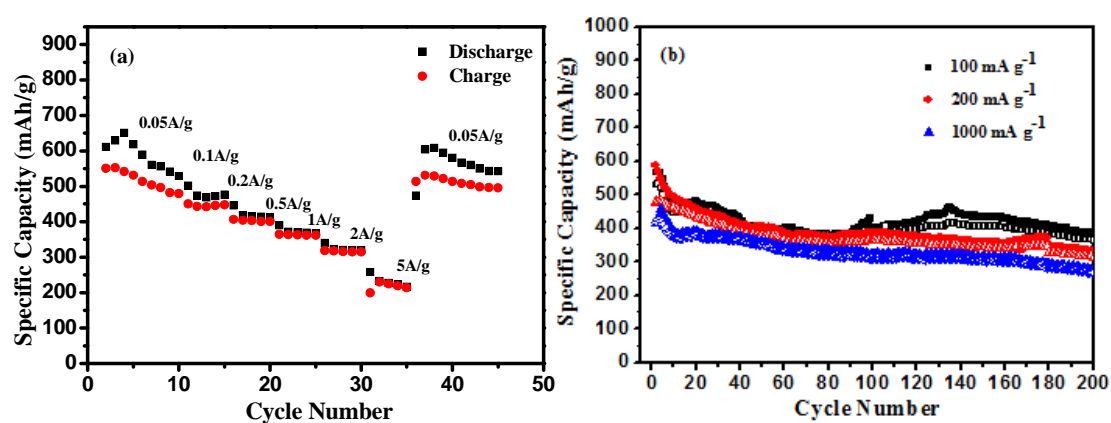 (a)
Discharge
Charge
0.05A/g
0.1A/g
0.2A/g
0.5A/g
1A/g
2A/g
5A/g
0.05A/g
900
800
700
600
500
400
300
200
100
0
0
10
20
30
40
50
Specific Capacity (mAh/g)
Cycle Number
(b)
100 mA g-1
200 mA g-1
1000 mA g-1
1000
900
800
700
600
500
400
300
200
100
0
0
20
40
60
80
100
120
140
160
180
200
Specific Capacity (mAh/g)
Cycle Number